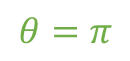 θ = π